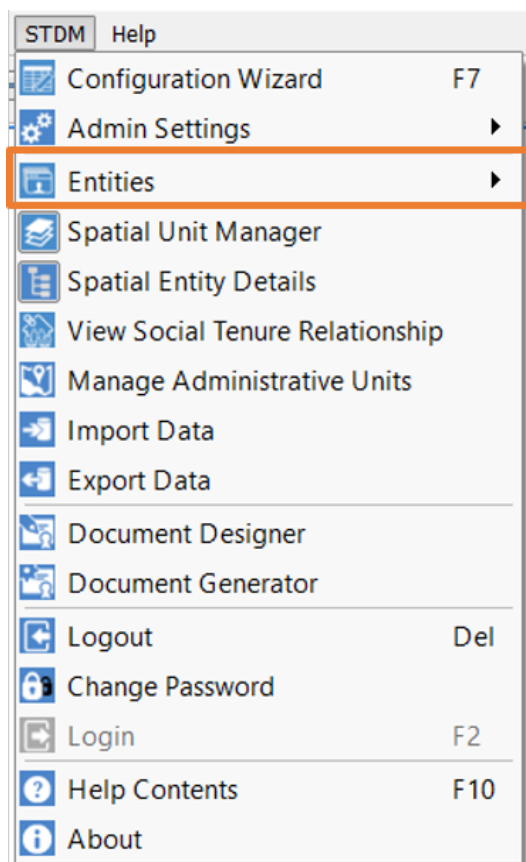 STDM Help
Configuration Wizard F7
Admin Settings
Entities
Spatial Unit Manager
Spatial Entity Details
View Social Tenure Relationship
Manage Administrative Units
Import Data
Export Data
Document Designer
Document Generator
Logout Del
Change Password
Login F2
Help Contents F10
About